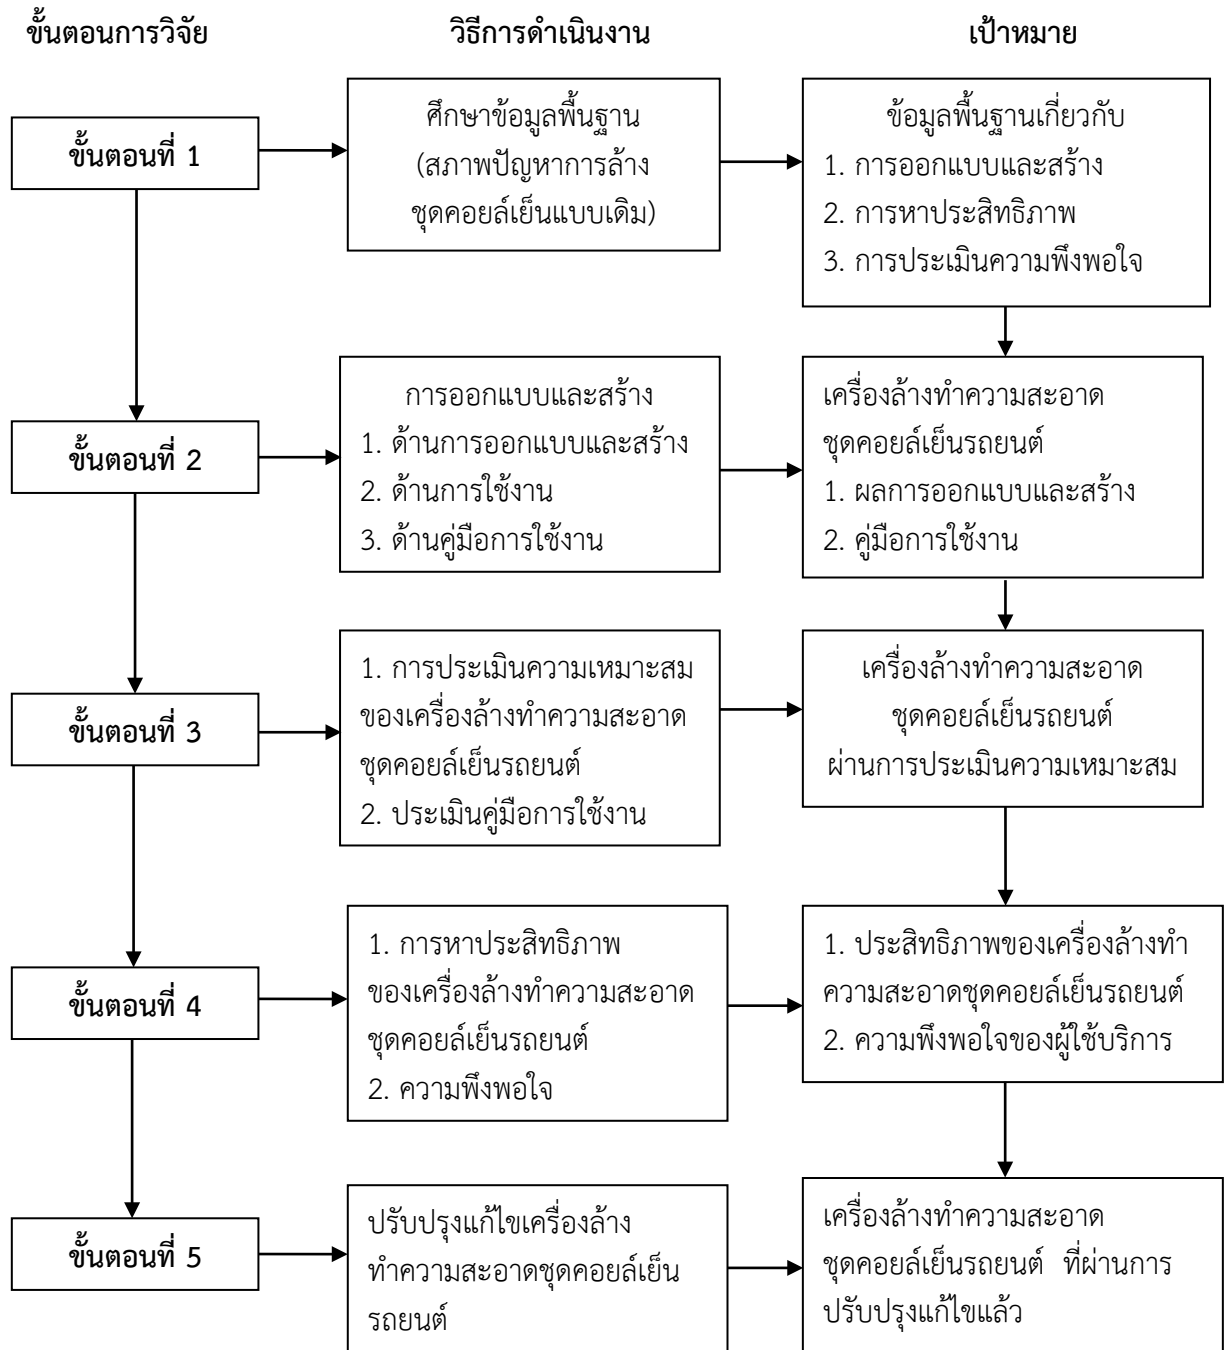 ขั้นตอนการวิจัย
วิธีการดำเนินงาน
เป้าหมาย
ขั้นตอนที่ 1
ศึกษาข้อมูลพื้นฐาน
(สภาพปัญหาการล้าง
ชุดคอยล์เย็นแบบเดิม)
ข้อมูลพื้นฐานเกี่ยวกับ
1. การออกแบบและสร้าง
2. การหาประสิทธิภาพ
3. การประเมินความพึงพอใจ
ขั้นตอนที่ 2
การออกแบบและสร้าง
1. ด้านการออกแบบและสร้าง
2. ด้านการใช้งาน
3. ด้านคู่มือการใช้งาน
เครื่องล้างทำความสะอาด
ชุดคอยล์เย็นรถยนต์
1. ผลการออกแบบและสร้าง
2. คู่มือการใช้งาน
ขั้นตอนที่ 3
1. การประเมินความเหมาะสม
ของเครื่องล้างทำความสะอาด
ชุดคอยล์เย็นรถยนต์
2. ประเมินคู่มือการใช้งาน
เครื่องล้างทำความสะอาด
ชุดคอยล์เย็นรถยนต์
ผ่านการประเมินความเหมาะสม
ขั้นตอนที่ 4
1. การหาประสิทธิภาพ
ของเครื่องล้างทำความสะอาด
ชุดคอยล์เย็นรถยนต์
2. ความพึงพอใจ
1. ประสิทธิภาพของเครื่องล้างทำ
ความสะอาดชุดคอยล์เย็นรถยนต์
2. ความพึงพอใจของผู้ใช้บริการ
ขั้นตอนที่ 5
ปรับปรุงแก้ไขเครื่องล้าง
ทำความสะอาดชุดคอยล์เย็น
รถยนต์
เครื่องล้างทำความสะอาด
ชุดคอยล์เย็นรถยนต์ ที่ผ่านการ
ปรับปรุงแก้ไขแล้ว